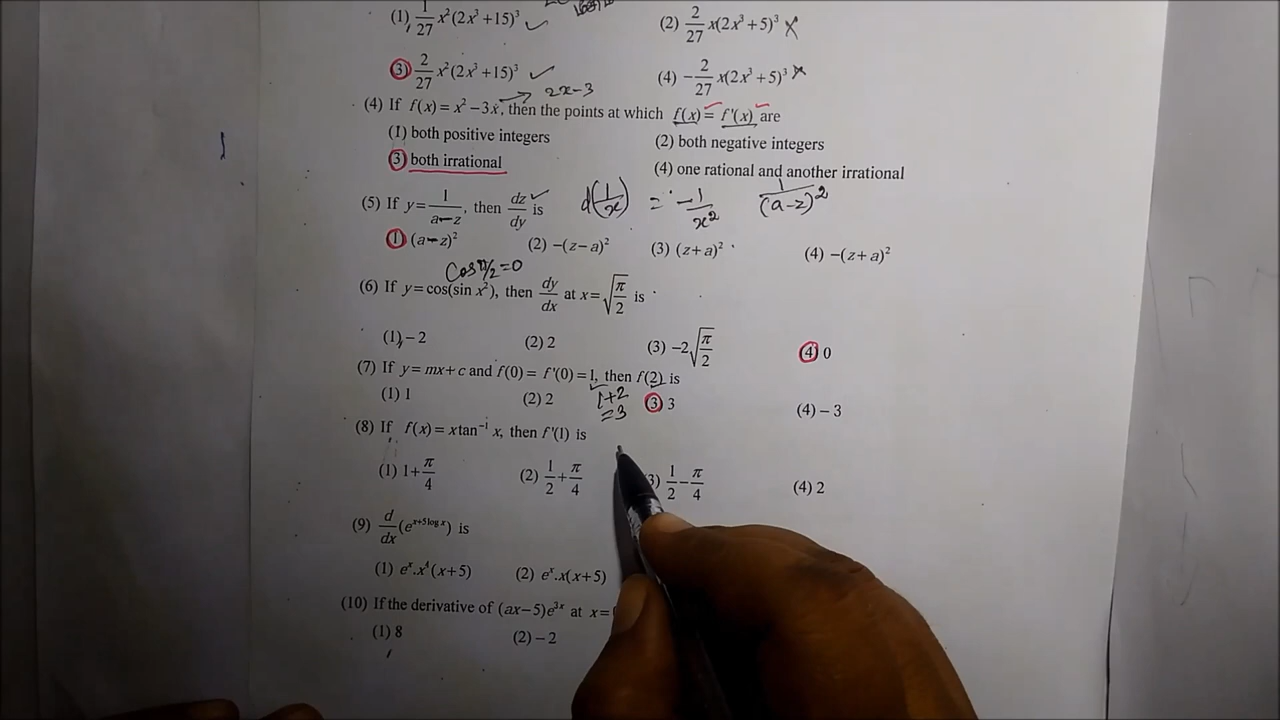 (1) 1/27 x²(2x³+15)³ ✓ (2) 2/27 x(2x³+5)³ ✗
(3) 2/27 x²(2x³+15)³ ✓ (4) −2/27 x(2x³+5)³ ✗
2x−3
(4) If f(x) = x² −3x, then the points at which f(x) = f'(x) are
(1) both positive integers (2) both negative integers
(3) both irrational (4) one rational and another irrational
(5) If y = 1/(a−z), then dz/dy is d(1/x) = −1/x² 1/(a−z)²
(1) (a−z)² (2) −(z−a)² (3) (z+a)² (4) −(z+a)²
Cos π/2 = 0
(6) If y = cos(sin x²), then dy/dx at x = √(π/2) is
(1) −2 (2) 2 (3) −2√(π/2) (4) 0
(7) If y = mx+c and f(0) = f'(0) = 1, then f(2) is
(1) 1 (2) 2 1+2 (3) 3 (4) −3
=3
(8) If f(x) = x tan⁻¹ x, then f'(1) is
(1) 1+π/4 (2) 1/2+π/4 3) 1/2−π/4 (4) 2
(9) d/dx(e^(x+5 log x)) is
(1) eˣ.x⁴(x+5) (2) eˣ.x(x+5)
(10) If the derivative of (ax−5)e³ˣ at x=
(1) 8 (2) −2